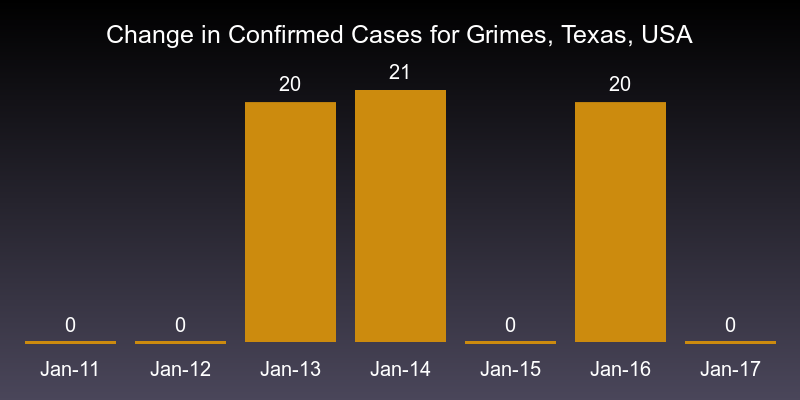 Change in Confirmed Cases for Grimes, Texas, USA
0 0 20 21 0 20 0
Jan-11 Jan-12 Jan-13 Jan-14 Jan-15 Jan-16 Jan-17